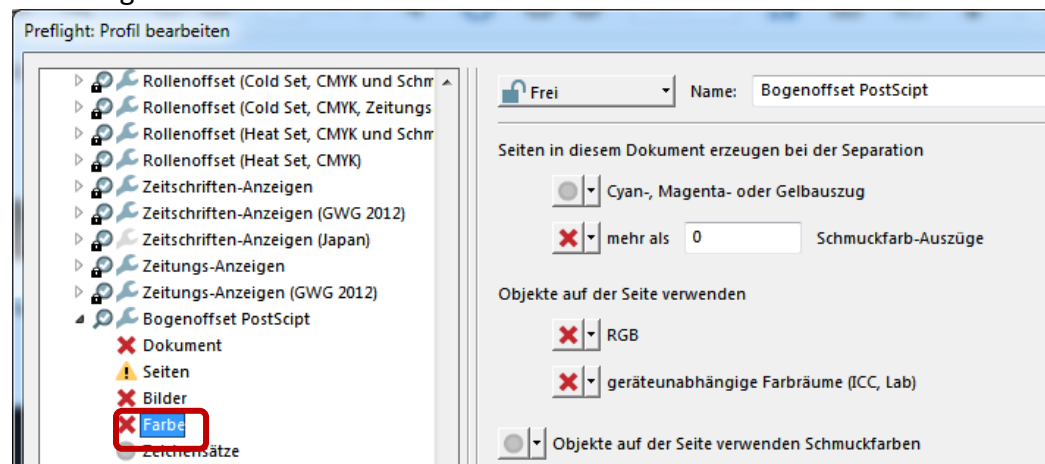 Preflight: Profil bearbeiten
Rollenoffset (Cold Set, CMYK und Schm
Rollenoffset (Cold Set, CMYK, Zeitungs
Rollenoffset (Heat Set, CMYK und Schm
Rollenoffset (Heat Set, CMYK)
Zeitschriften-Anzeigen
Zeitschriften-Anzeigen (GWG 2012)
Zeitschriften-Anzeigen (Japan)
Zeitungs-Anzeigen
Zeitungs-Anzeigen (GWG 2012)
Bogenoffset PostScipt
Dokument
Seiten
Bilder
Farbe
Zeichensätze
Frei Name: Bogenoffset PostScipt
Seiten in diesem Dokument erzeugen bei der Separation
Cyan-, Magenta- oder Gelbauszug
mehr als 0 Schmuckfarb-Auszüge
Objekte auf der Seite verwenden
RGB
geräteunabhängige Farbräume (ICC, Lab)
Objekte auf der Seite verwenden Schmuckfarben